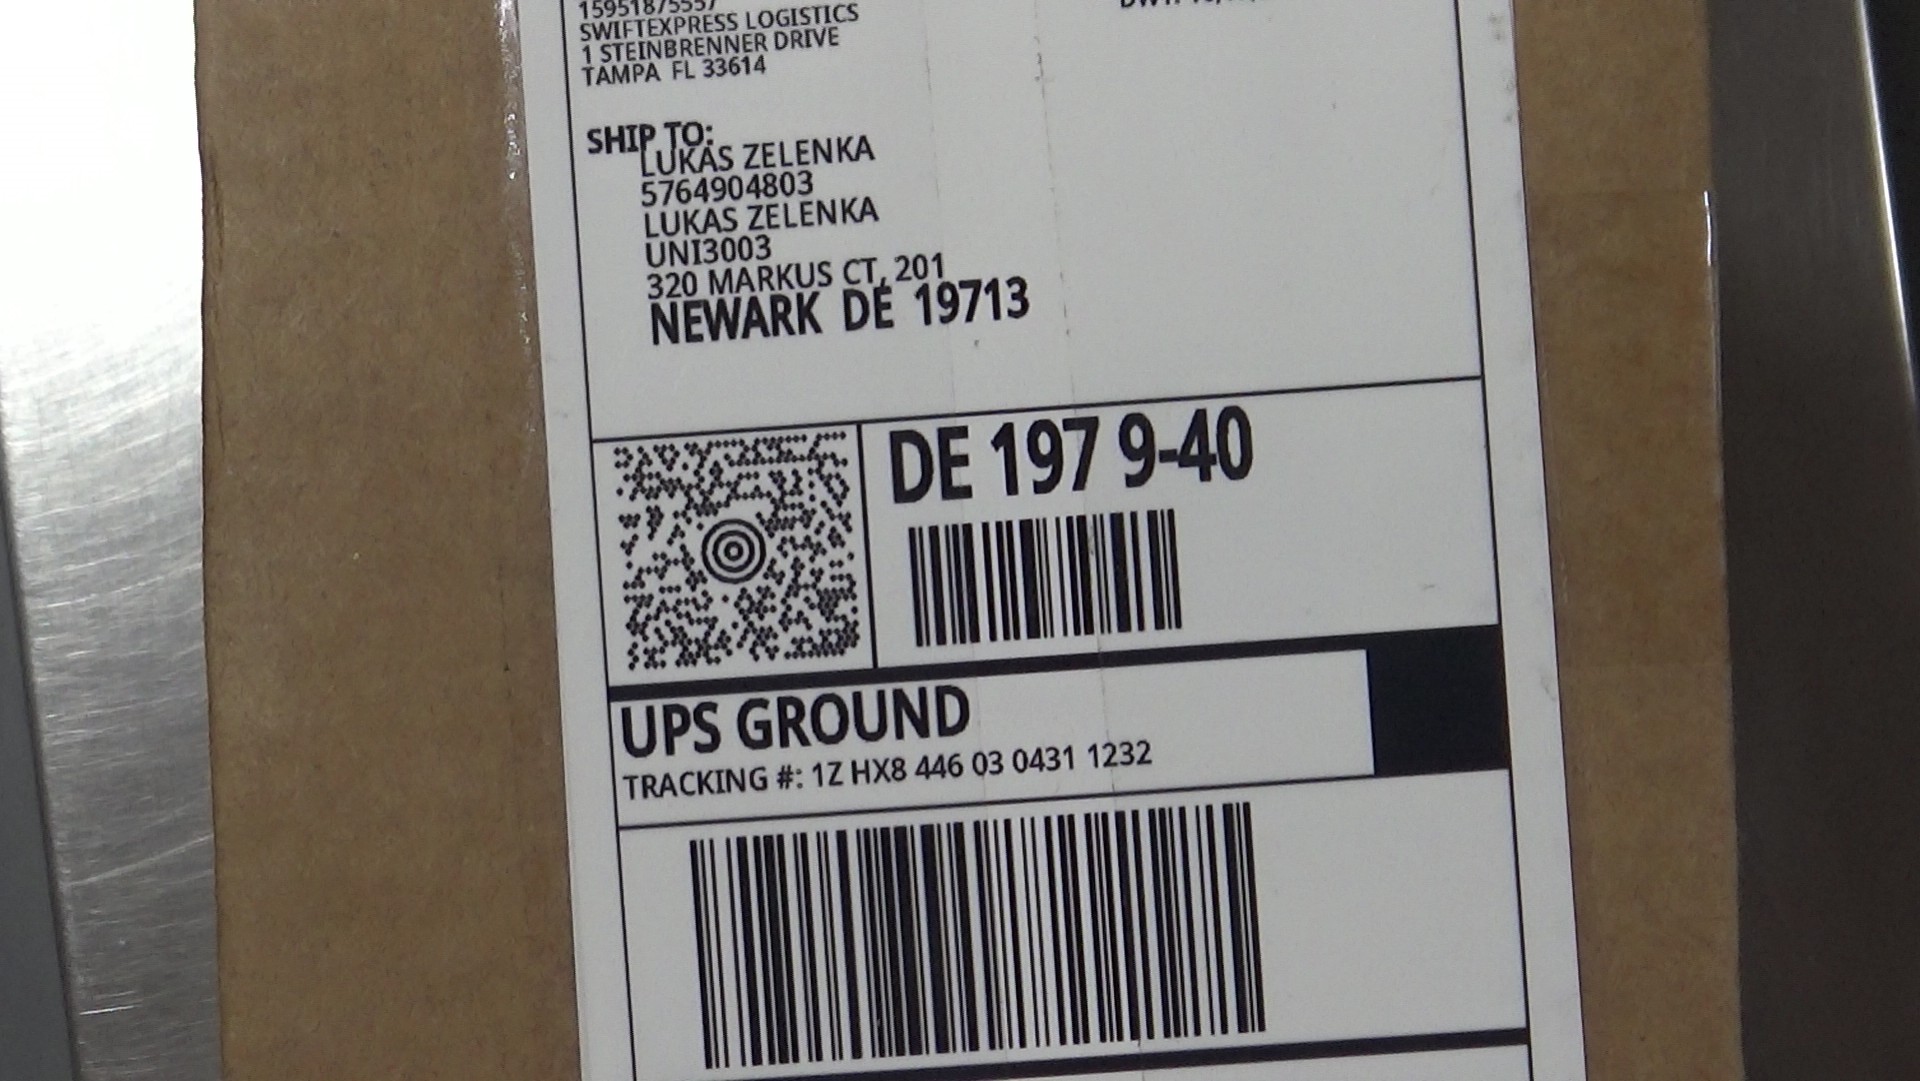 15951875557
SWIFTEXPRESS LOGISTICS
1 STEINBRENNER DRIVE
TAMPA FL 33614
SHIP TO:
LUKAS ZELENKA
5764904803
LUKAS ZELENKA
UNI3003
320 MARKUS CT, 201
NEWARK DE 19713
DE 197 9-40
UPS GROUND
TRACKING #: 1Z HX8 446 03 0431 1232